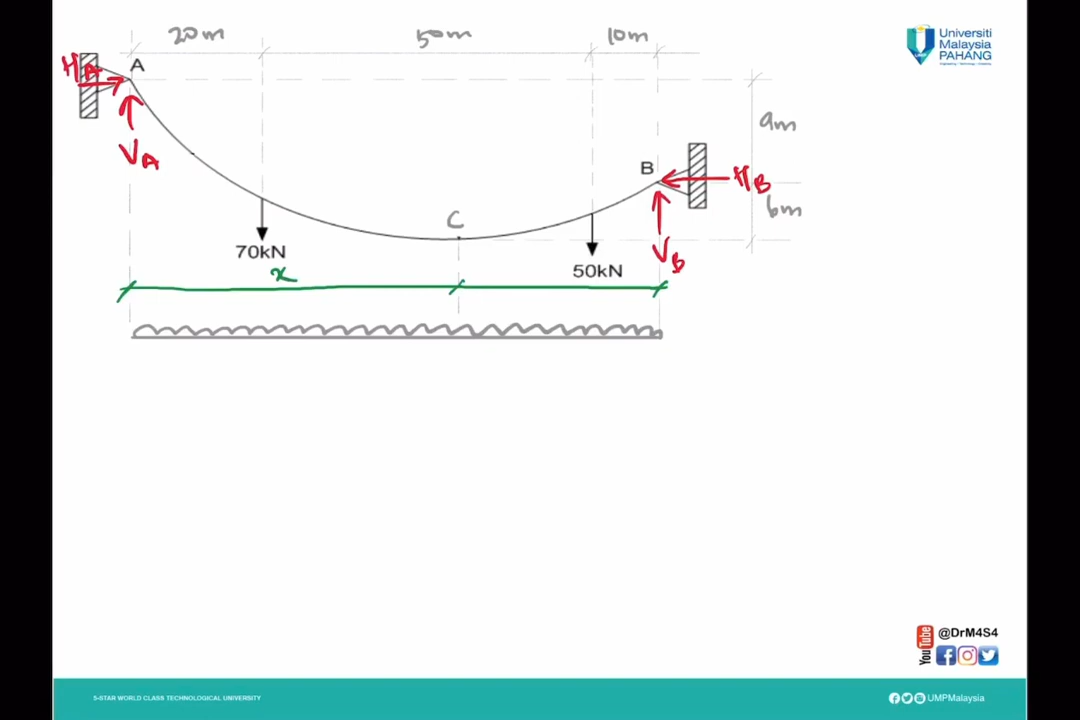 20m 50m 10m
Universiti
Malaysia
PAHANG
HA
A
VA
9m
B
HB
6m
C
70kN
VB
50kN
x
@DrM4S4
YouTube
5-STAR WORLD CLASS TECHNOLOGICAL UNIVERSITY
UMPMalaysia